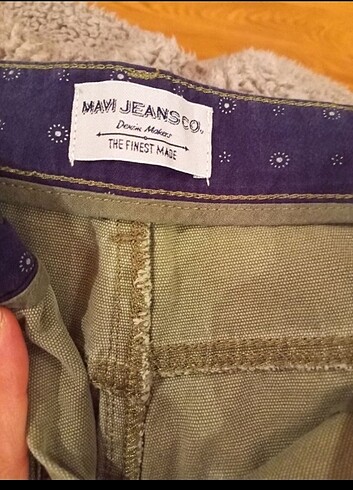 MAVI JEANS CO.
Denim Makers
THE FINEST MADE